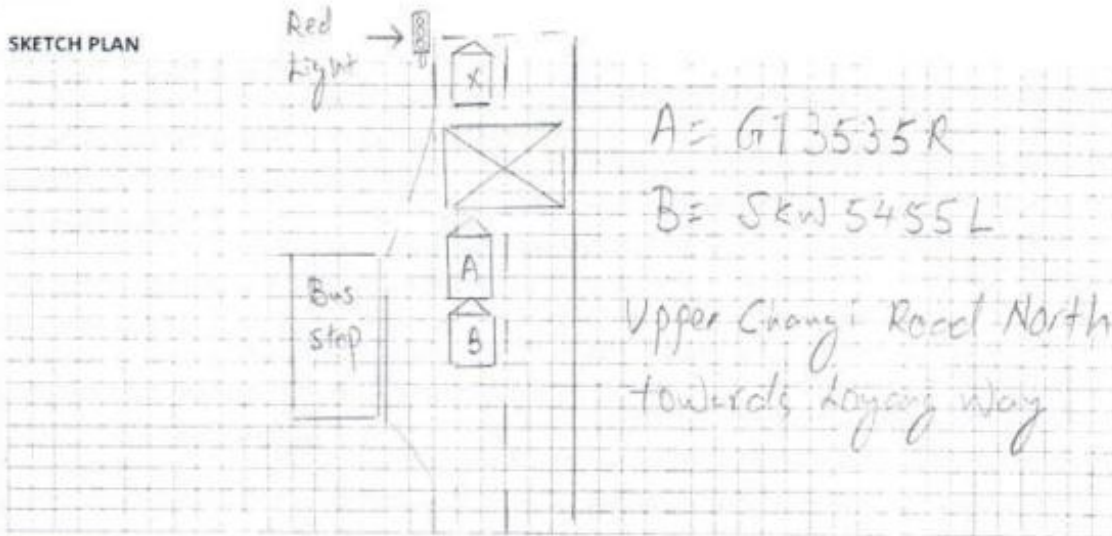 SKETCH PLAN
Red
Light
X
A = GT3535R
B = SKW5455L
A
Bus
stop
B
Upper Changi Road North
towards Loyang Way